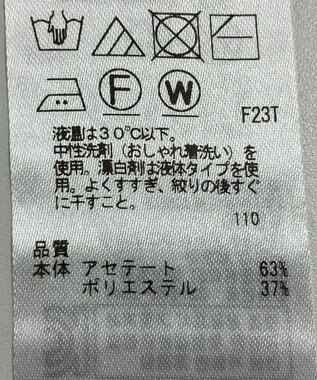 F W
F23T
液温は30℃以下。
中性洗剤（おしゃれ着洗い）を
使用。漂白剤は液体タイプを使
用。よくすすぎ、絞りの後すぐ
に干すこと。
110
品質
本体 アセテート 63%
ポリエステル 37%